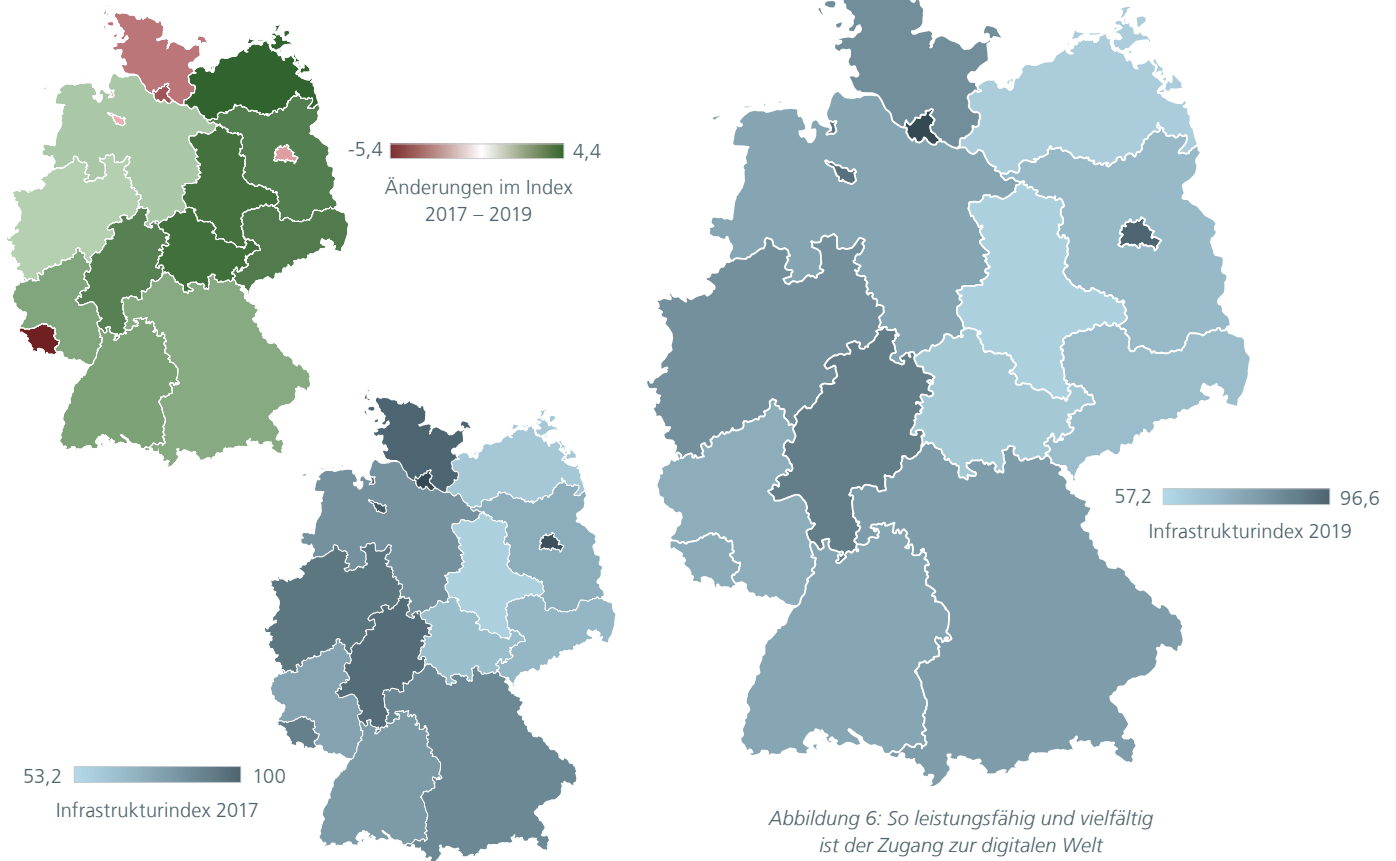 -5,4
4,4
Änderungen im Index
2017 – 2019
57,2
96,6
Infrastrukturindex 2019
53,2
100
Infrastrukturindex 2017
Abbildung 6: So leistungsfähig und vielfältig
ist der Zugang zur digitalen Welt